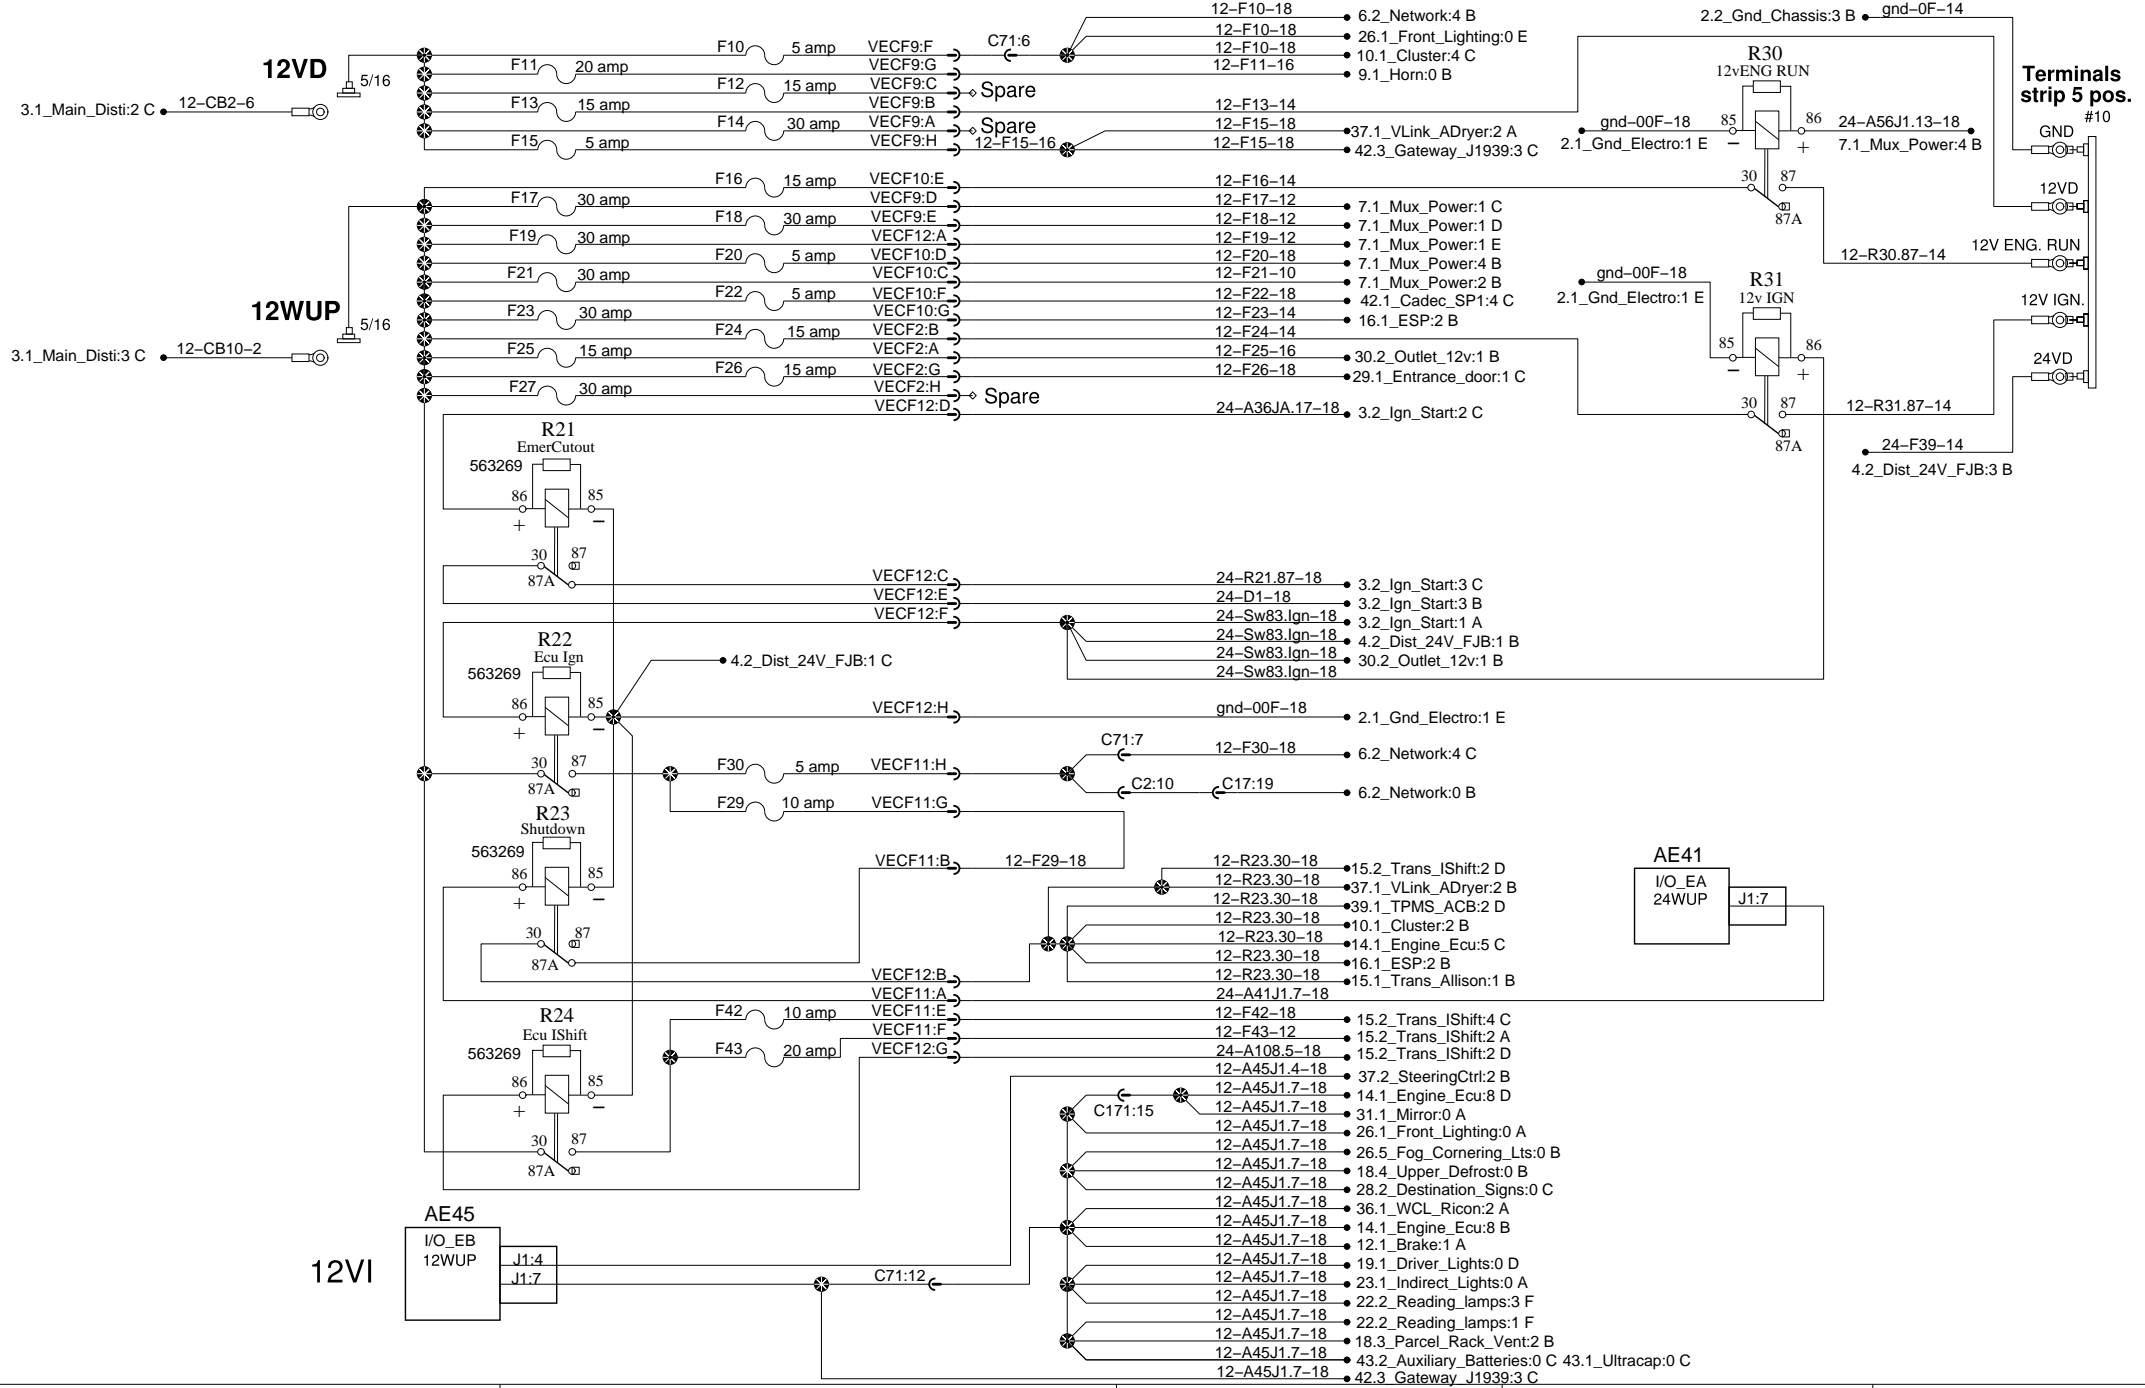 12VD
5/16
3.1_Main_Disti:2 C
12-CB2-6
F10 5 amp VECF9:F C71:6
F11 20 amp VECF9:G
F12 15 amp VECF9:C Spare
F13 15 amp VECF9:B
F14 30 amp VECF9:A Spare
F15 5 amp VECF9:H 12-F15-16
12-F10-18 6.2_Network:4 B
12-F10-18 26.1_Front_Lighting:0 E
12-F10-18 10.1_Cluster:4 C
12-F11-16 9.1_Horn:0 B
12-F13-14
12-F15-18 37.1_VLink_ADryer:2 A
12-F15-18 42.3_Gateway_J1939:3 C
2.2_Gnd_Chassis:3 B gnd-0F-14
R30
12vENG RUN
gnd-00F-18 85 86 24-A56J1.13-18
2.1_Gnd_Electro:1 E - + 7.1_Mux_Power:4 B
30 87
87A
Terminals
strip 5 pos.
#10
GND
12VD
12V ENG. RUN
12-R30.87-14
12V IGN.
24VD
12WUP
5/16
3.1_Main_Disti:3 C
12-CB10-2
F16 15 amp VECF10:E 12-F16-14
F17 30 amp VECF9:D 12-F17-12 7.1_Mux_Power:1 C
F18 30 amp VECF9:E 12-F18-12 7.1_Mux_Power:1 D
F19 30 amp VECF12:A 12-F19-12 7.1_Mux_Power:1 E
F20 5 amp VECF10:D 12-F20-18 7.1_Mux_Power:4 B
F21 30 amp VECF10:C 12-F21-10 7.1_Mux_Power:2 B
F22 5 amp VECF10:F 12-F22-18 42.1_Cadec_SP1:4 C
F23 30 amp VECF10:G 12-F23-14 16.1_ESP:2 B
F24 15 amp VECF2:B 12-F24-14
F25 15 amp VECF2:A 12-F25-16 30.2_Outlet_12v:1 B
F26 15 amp VECF2:G 12-F26-18 29.1_Entrance_door:1 C
F27 30 amp VECF2:H Spare
VECF12:D 24-A36JA.17-18 3.2_Ign_Start:2 C
gnd-00F-18
2.1_Gnd_Electro:1 E
R31
12v IGN
85 86
- +
30 87
87A
12-R31.87-14
24-F39-14
4.2_Dist_24V_FJB:3 B
R21
EmerCutout
563269
86 85
+ -
30 87
87A
VECF12:C 24-R21.87-18 3.2_Ign_Start:3 C
VECF12:E 24-D1-18 3.2_Ign_Start:3 B
VECF12:F 24-Sw83.Ign-18 3.2_Ign_Start:1 A
24-Sw83.Ign-18 4.2_Dist_24V_FJB:1 B
24-Sw83.Ign-18 30.2_Outlet_12v:1 B
24-Sw83.Ign-18
R22
Ecu Ign
4.2_Dist_24V_FJB:1 C
563269
86 85
+ -
VECF12:H gnd-00F-18 2.1_Gnd_Electro:1 E
30 87
87A
F30 5 amp VECF11:H
C71:7 12-F30-18 6.2_Network:4 C
C2:10 C17:19 6.2_Network:0 B
F29 10 amp VECF11:G
R23
Shutdown
563269
86 85
+ -
30 87
87A
VECF11:B 12-F29-18
12-R23.30-18 15.2_Trans_IShift:2 D
12-R23.30-18 37.1_VLink_ADryer:2 B
12-R23.30-18 39.1_TPMS_ACB:2 D
12-R23.30-18 10.1_Cluster:2 B
12-R23.30-18 14.1_Engine_Ecu:5 C
12-R23.30-18 16.1_ESP:2 B
VECF12:B 12-R23.30-18 15.1_Trans_Allison:1 B
VECF11:A 24-A41J1.7-18
AE41
I/O_EA
24WUP
J1:7
R24
Ecu IShift
563269
86 85
+ -
30 87
87A
F42 10 amp VECF11:E 12-F42-18 15.2_Trans_IShift:4 C
F43 20 amp VECF11:F 12-F43-12 15.2_Trans_IShift:2 A
VECF12:G 24-A108.5-18 15.2_Trans_IShift:2 D
12-A45J1.4-18 37.2_SteeringCtrl:2 B
C171:15
12-A45J1.7-18 14.1_Engine_Ecu:8 D
12-A45J1.7-18 31.1_Mirror:0 A
12-A45J1.7-18 26.1_Front_Lighting:0 A
12-A45J1.7-18 26.5_Fog_Cornering_Lts:0 B
12-A45J1.7-18 18.4_Upper_Defrost:0 B
12-A45J1.7-18 28.2_Destination_Signs:0 C
12-A45J1.7-18 36.1_WCL_Ricon:2 A
12-A45J1.7-18 14.1_Engine_Ecu:8 B
12-A45J1.7-18 12.1_Brake:1 A
12-A45J1.7-18 19.1_Driver_Lights:0 D
12-A45J1.7-18 23.1_Indirect_Lights:0 A
12-A45J1.7-18 22.2_Reading_lamps:3 F
12-A45J1.7-18 22.2_Reading_lamps:1 F
12-A45J1.7-18 18.3_Parcel_Rack_Vent:2 B
12-A45J1.7-18 43.2_Auxiliary_Batteries:0 C 43.1_Ultracap:0 C
12-A45J1.7-18 42.3_Gateway_J1939:3 C
12VI
AE45
I/O_EB
12WUP
J1:4
J1:7
C71:12